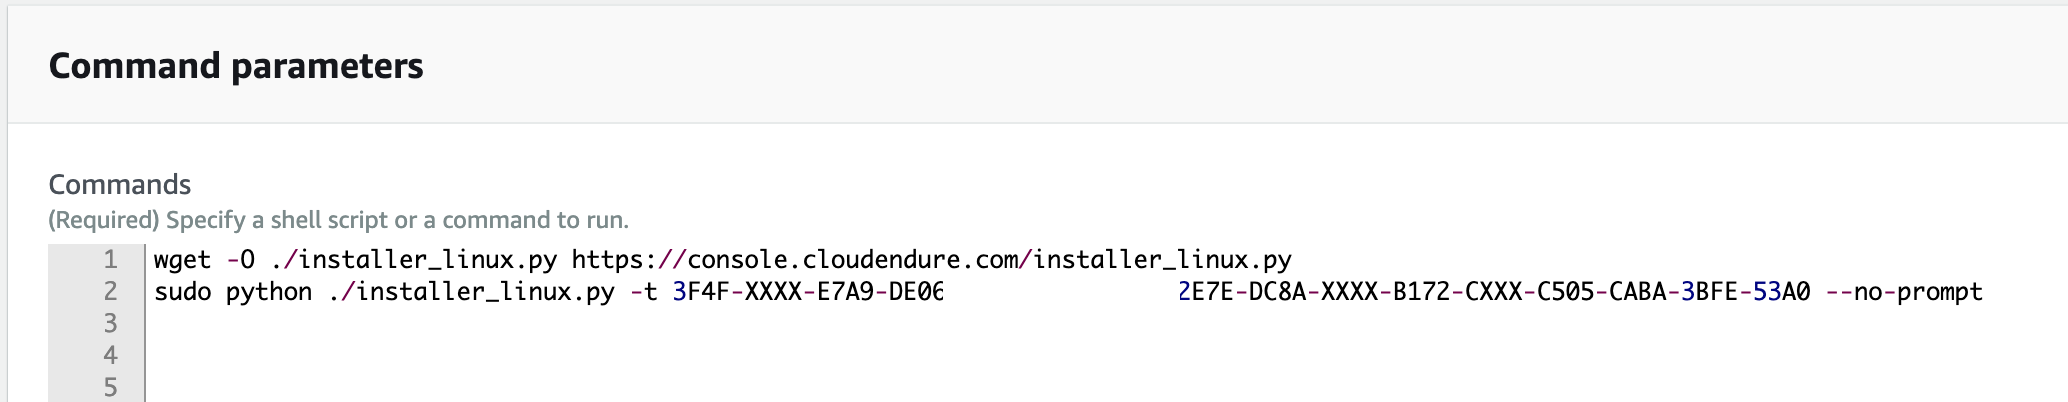 Command parameters
Commands
(Required) Specify a shell script or a command to run.
1 wget -O ./installer_linux.py https://console.cloudendure.com/installer_linux.py
2 sudo python ./installer_linux.py -t 3F4F-XXXX-E7A9-DE06 2E7E-DC8A-XXXX-B172-CXXX-C505-CABA-3BFE-53A0 --no-prompt
3
4
5